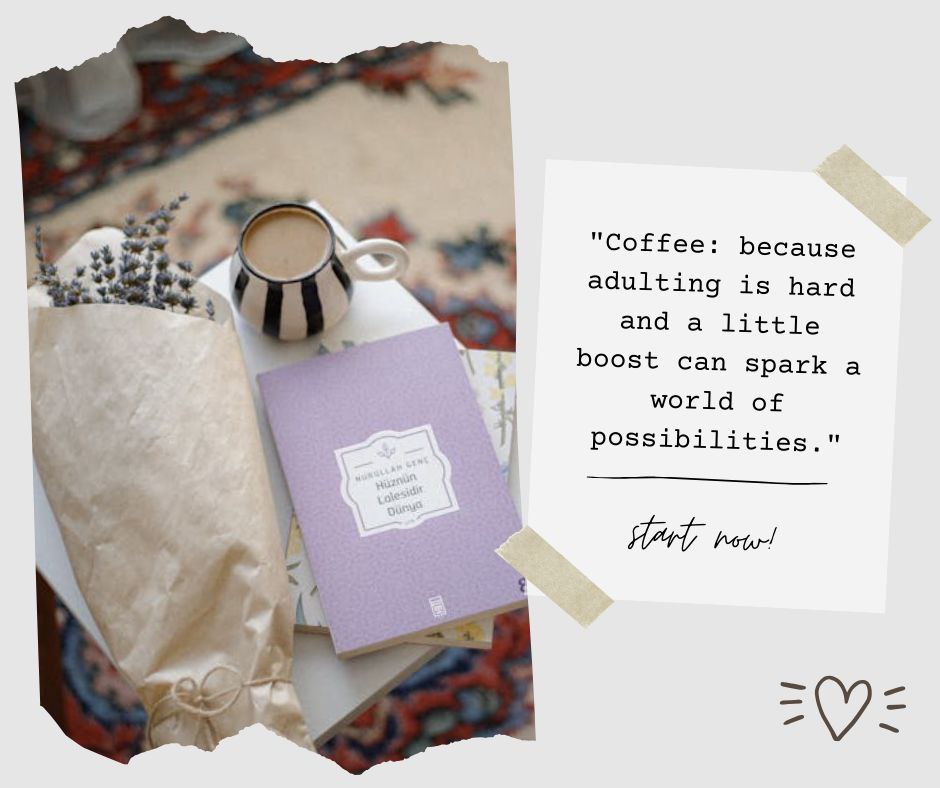 NURULLAH GENÇ
Hüznün
Lalesidir
Dünya
"Coffee: because
adulting is hard
and a little
boost can spark a
world of
possibilities."
start now!